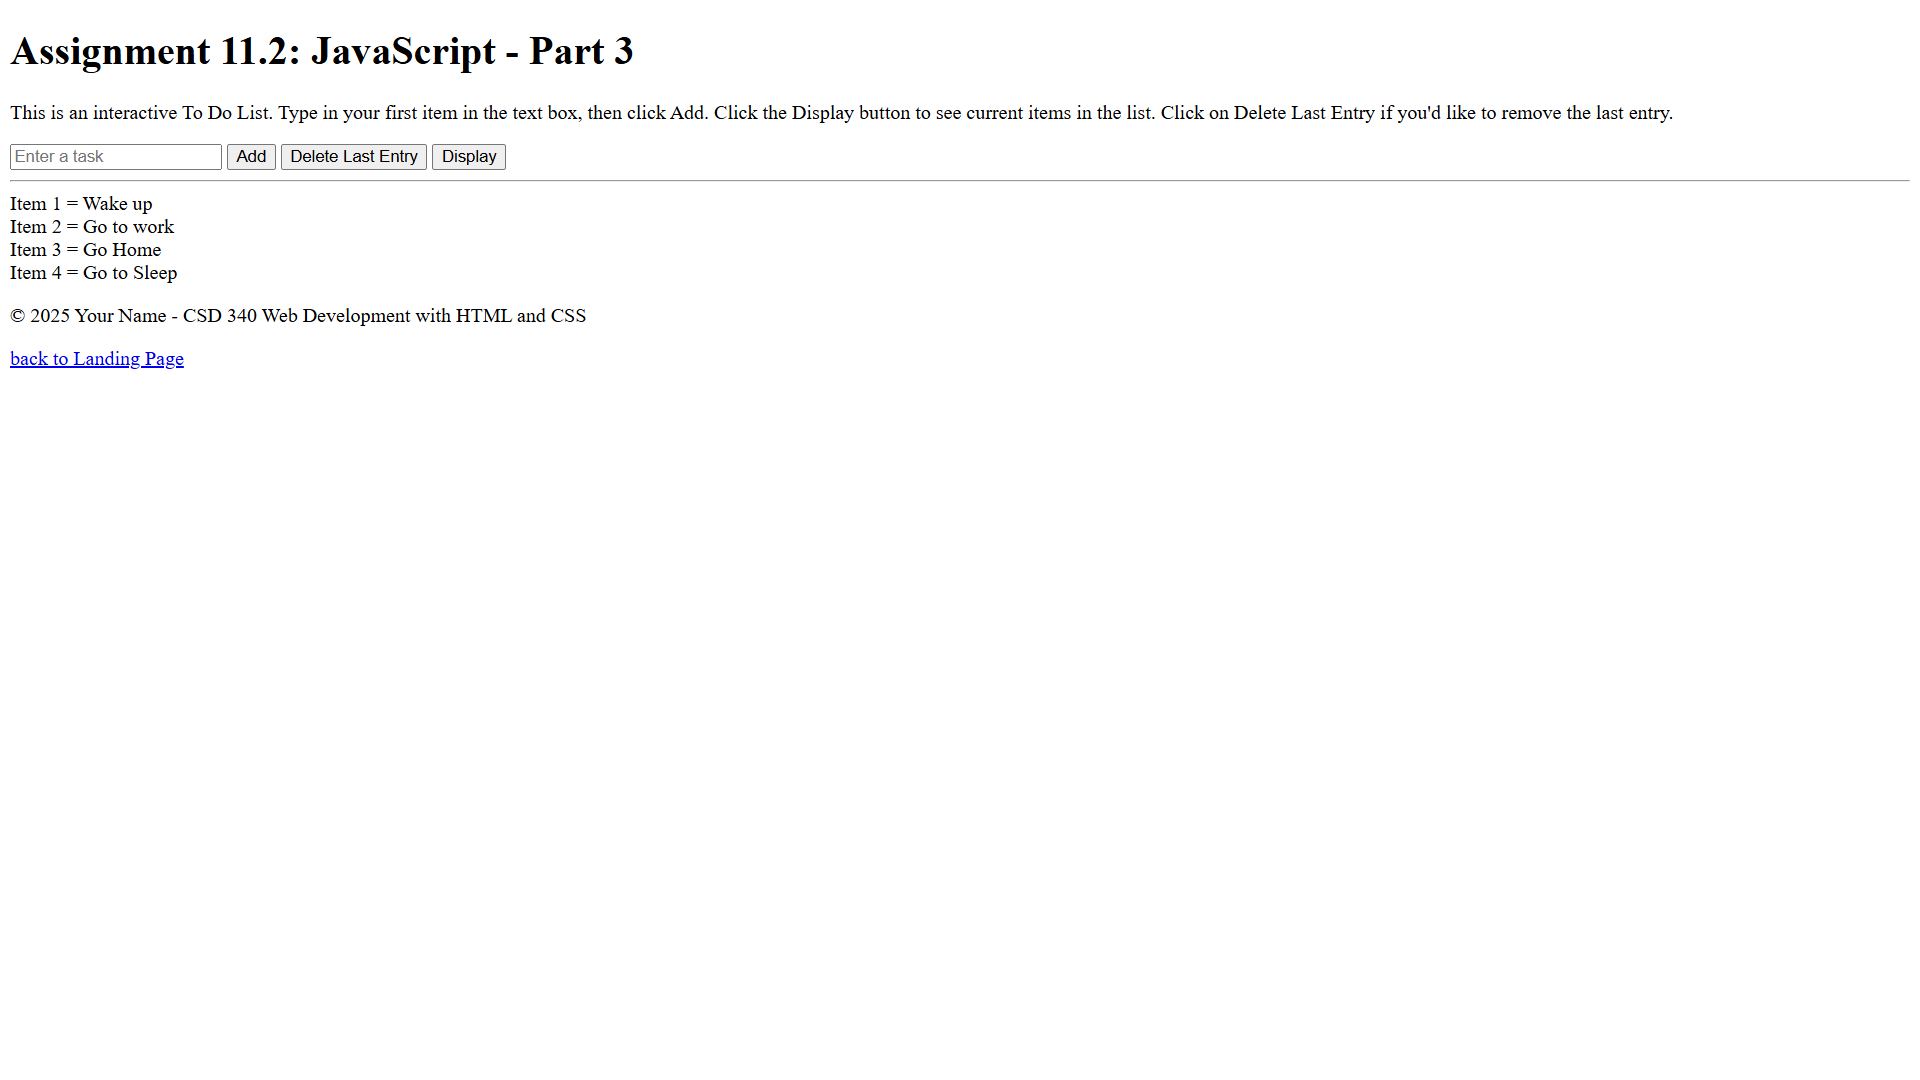 Assignment 11.2: JavaScript - Part 3
This is an interactive To Do List. Type in your first item in the text box, then click Add. Click the Display button to see current items in the list. Click on Delete Last Entry if you'd like to remove the last entry.
Enter a task Add Delete Last Entry Display
Item 1 = Wake up
Item 2 = Go to work
Item 3 = Go Home
Item 4 = Go to Sleep
© 2025 Your Name - CSD 340 Web Development with HTML and CSS
back to Landing Page